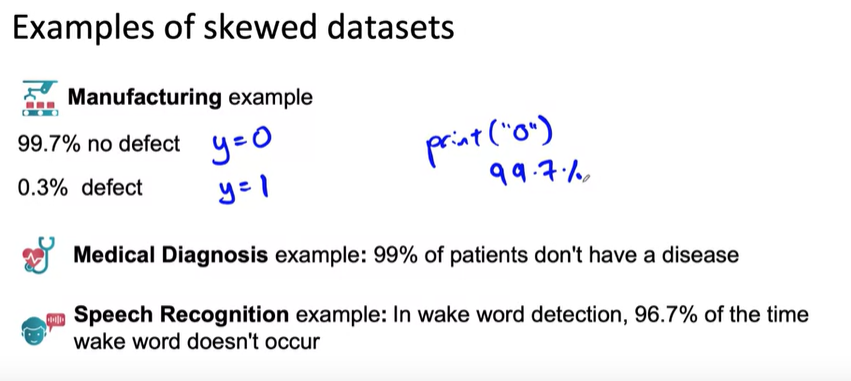 Examples of skewed datasets
Manufacturing example
99.7% no defect y=0
print("0")
0.3% defect y=1
99.7%
Medical Diagnosis example: 99% of patients don't have a disease
Speech Recognition example: In wake word detection, 96.7% of the time
wake word doesn't occur